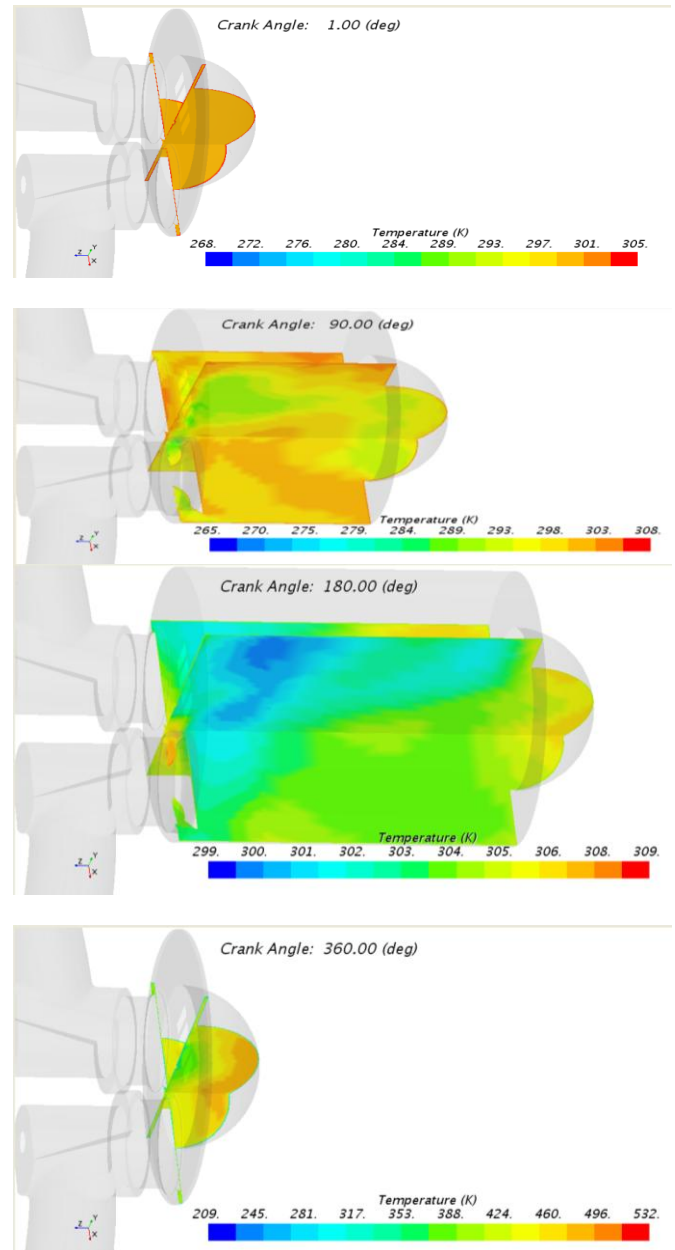 Crank Angle: 1.00 (deg)
Temperature (K)
268. 272. 276. 280. 284. 289. 293. 297. 301. 305.
Z Y X
Crank Angle: 90.00 (deg)
Temperature (K)
265. 270. 275. 279. 284. 289. 293. 298. 303. 308.
Z Y X
Crank Angle: 180.00 (deg)
Temperature (K)
299. 300. 301. 302. 303. 304. 305. 306. 308. 309.
Z Y X
Crank Angle: 360.00 (deg)
Temperature (K)
209. 245. 281. 317. 353. 388. 424. 460. 496. 532.
Z Y X